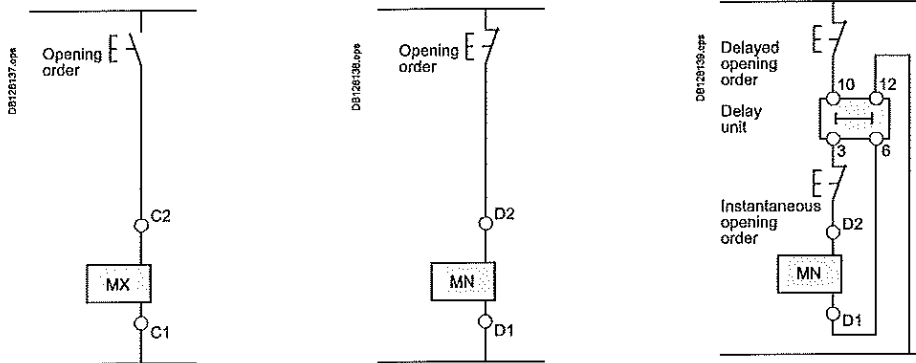 DB126137.eps
Opening
order
C2
MX
C1
DB126138.eps
Opening
order
D2
MN
D1
DB126139.eps
Delayed
opening
order
10
12
Delay
unit
3
6
Instantaneous
opening
order
D2
MN
D1